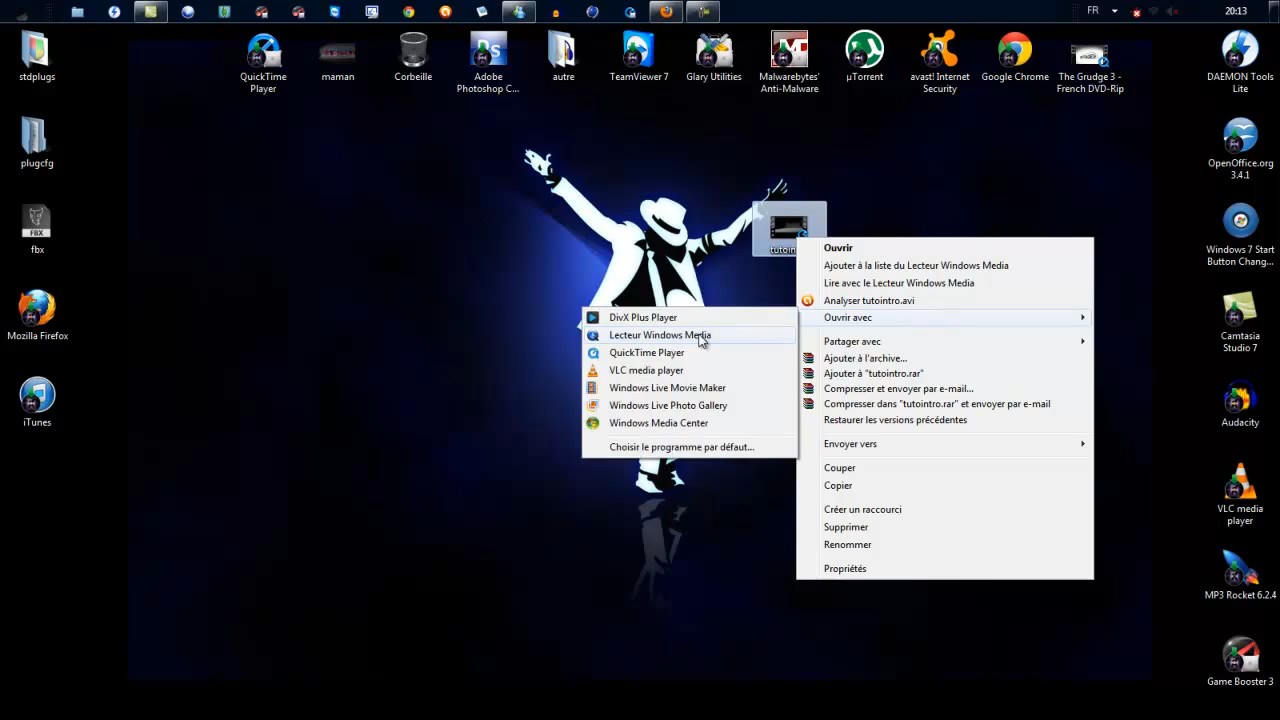 FR
20:13
stdplugs
QuickTime
Player
maman
Corbeille
Adobe
Photoshop C...
autre
TeamViewer 7
Glary Utilities
Malwarebytes'
Anti-Malware
µTorrent
avast! Internet
Security
Google Chrome
The Grudge 3 -
French DVD-Rip
DAEMON Tools
Lite
plugcfg
OpenOffice.org
3.4.1
FBX
fbx
Windows 7 Start
Button Chang...
Mozilla Firefox
Camtasia
Studio 7
iTunes
Audacity
VLC media
player
MP3 Rocket 6.2.4
Game Booster 3
Ouvrir
Ajouter à la liste du Lecteur Windows Media
Lire avec le Lecteur Windows Media
Analyser tutointro.avi
Ouvrir avec
Partager avec
Ajouter à l'archive...
Ajouter à "tutointro.rar"
Compresser et envoyer par e-mail...
Compresser dans "tutointro.rar" et envoyer par e-mail
Restaurer les versions précédentes
Envoyer vers
Couper
Copier
Créer un raccourci
Supprimer
Renommer
Propriétés
DivX Plus Player
Lecteur Windows Media
QuickTime Player
VLC media player
Windows Live Movie Maker
Windows Live Photo Gallery
Windows Media Center
Choisir le programme par défaut...